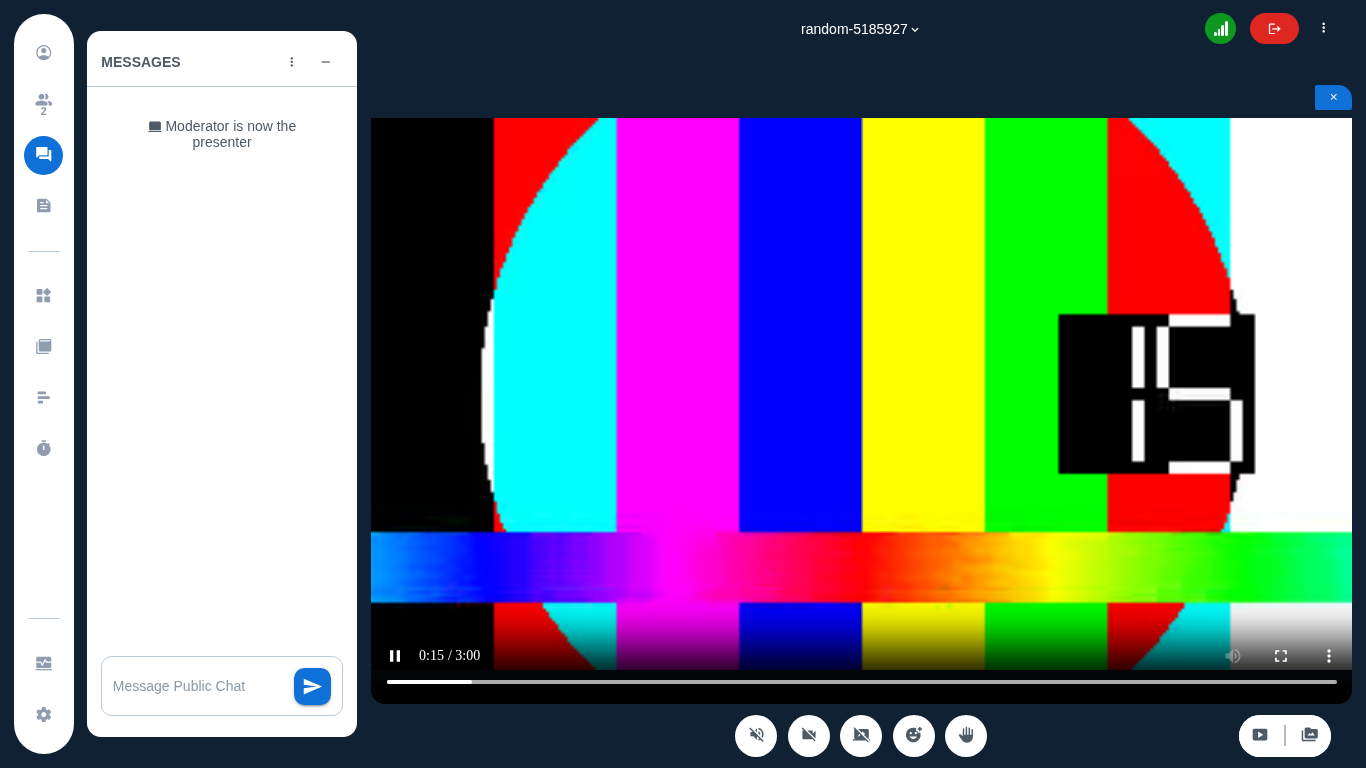 random-5185927
2
MESSAGES
Moderator is now the
presenter
15
0:15 / 3:00
Message Public Chat